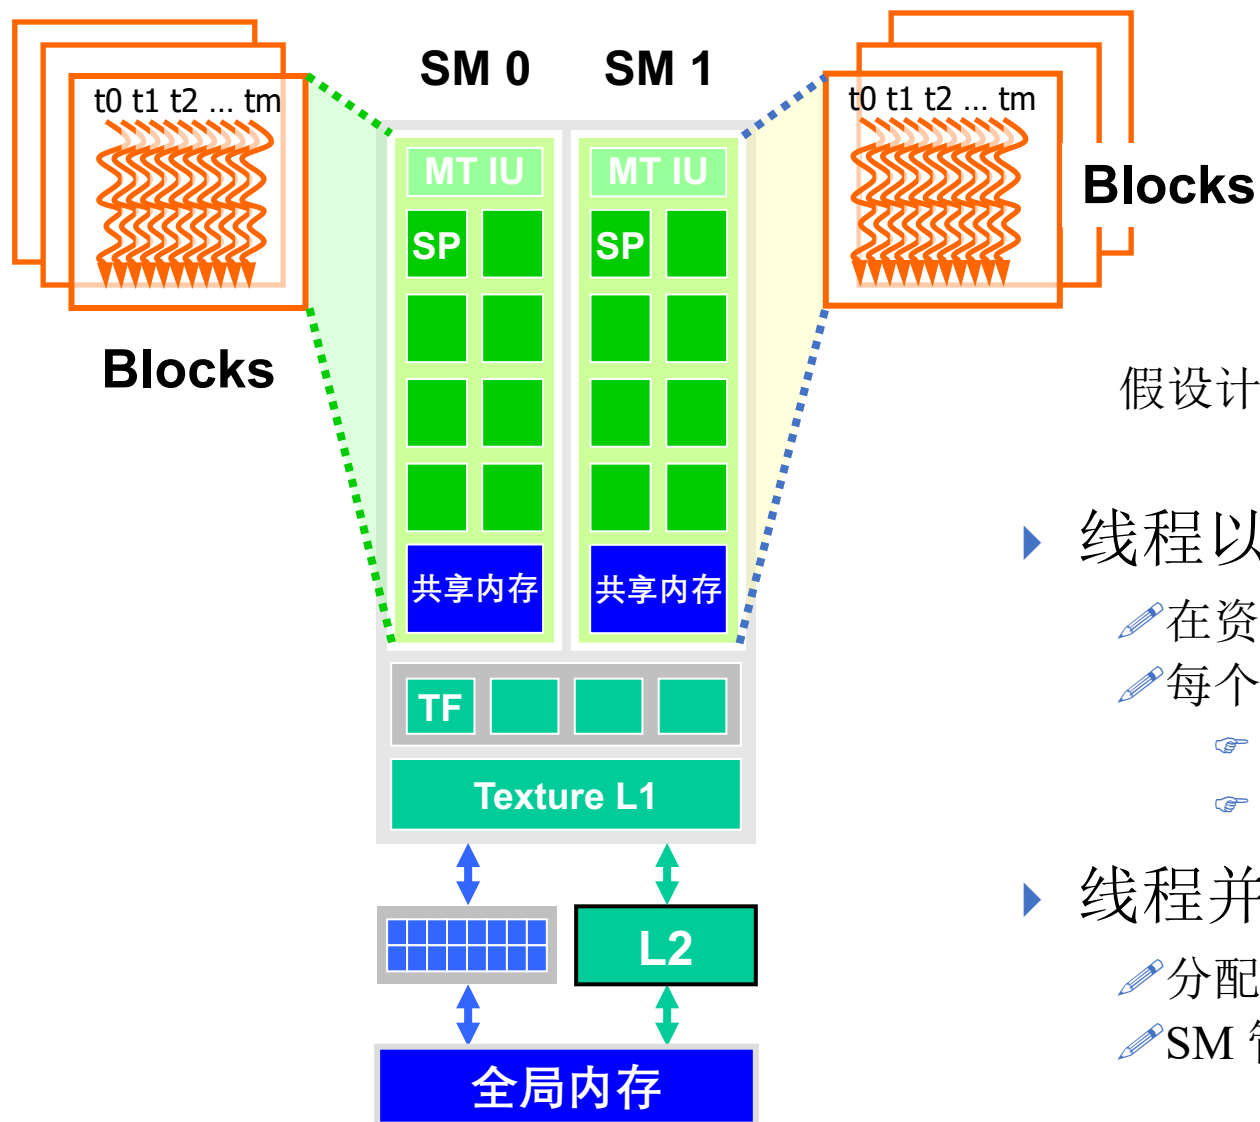 SM 0
SM 1
t0 t1 t2 ... tm
t0 t1 t2 ... tm
MT IU
MT IU
Blocks
SP
SP
Blocks
假设计
线程以
共享内存
共享内存
在资
每个
TF
Texture L1
线程并
L2
分配
SM
全局内存